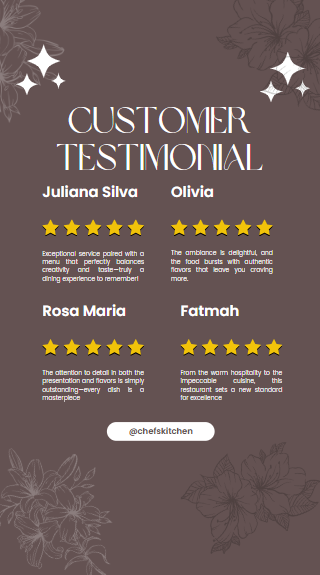 CUSTOMER
TESTIMONIAL
Juliana Silva
Exceptional service paired with a
menu that perfectly balances
creativity and taste—truly a
dining experience to remember!
Olivia
The ambiance is delightful, and
the food bursts with authentic
flavors that leave you craving
more.
Rosa Maria
The attention to detail in both the
presentation and flavors is simply
outstanding—every dish is a
masterpiece
Fatmah
From the warm hospitality to the
impeccable cuisine, this
restaurant sets a new standard
for excellence
@chefskitchen